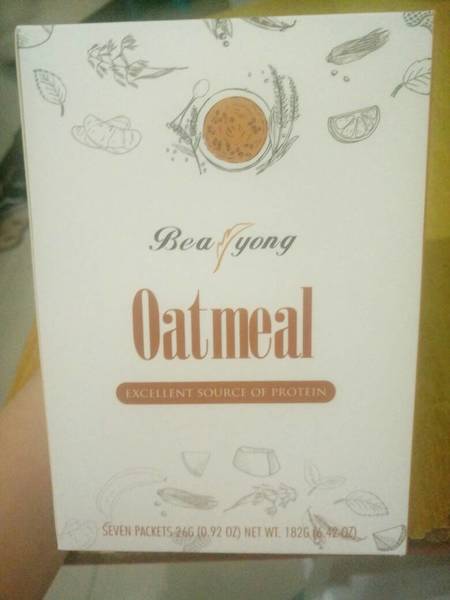 Bea yong
Oatmeal
EXCELLENT SOURCE OF PROTEIN
SEVEN PACKETS 26G (0.92 OZ) NET WT. 182G (6.42 OZ)